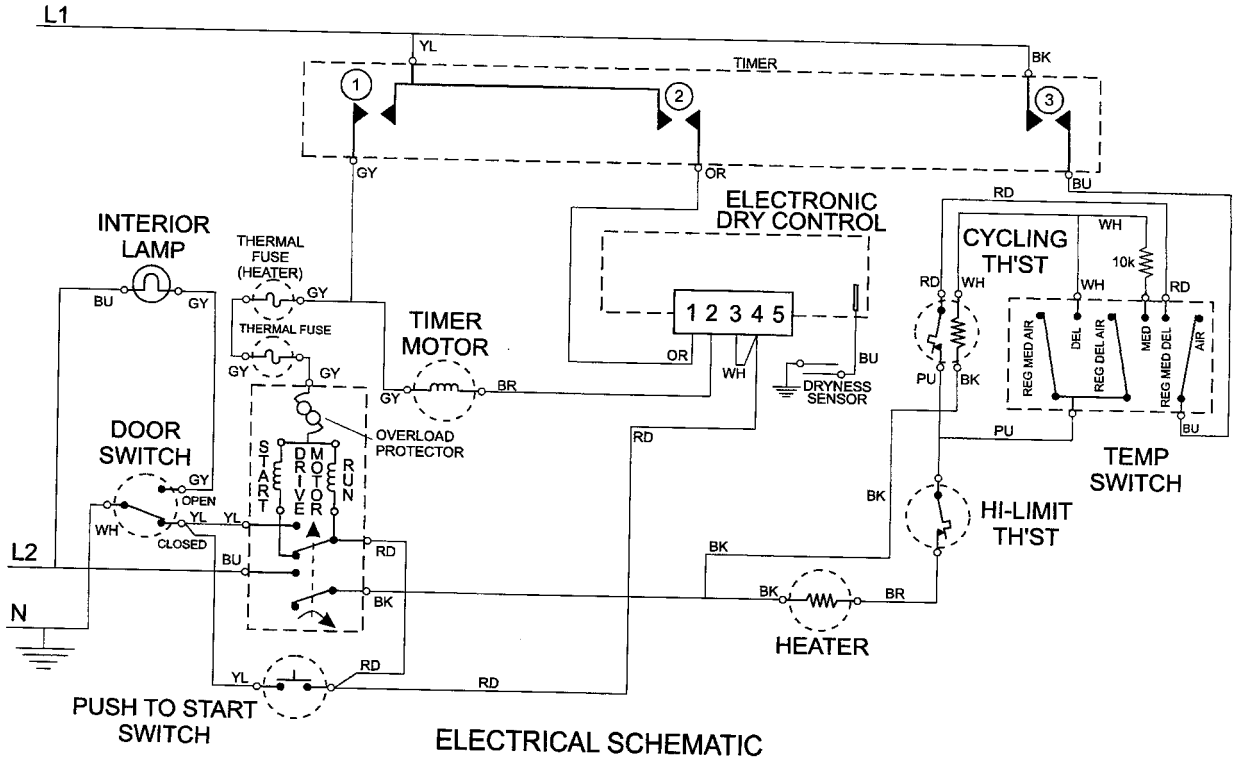 L1
YL
BK
TIMER
1
2
3
GY
OR
BU
RD
ELECTRONIC
DRY CONTROL
WH
CYCLING
TH'ST
10k
INTERIOR
LAMP
BU
GY
THERMAL
FUSE
(HEATER)
GY
THERMAL FUSE
GY
GY
TIMER
MOTOR
GY
BR
1 2 3 4 5
OR
WH
BU
DRYNESS
SENSOR
RD
RD
WH
PU
BK
WH
RD
REG MED AIR
DEL
REG DEL AIR
MED
REG MED DEL
AIR
PU
BU
TEMP
SWITCH
OVERLOAD
PROTECTOR
START
DRIVE
MOTOR
RUN
DOOR
SWITCH
GY
OPEN
WH
YL
YL
CLOSED
BU
RD
BK
L2
N
BK
HI-LIMIT
TH'ST
BK
BK
BR
HEATER
YL
RD
RD
PUSH TO START
SWITCH
ELECTRICAL SCHEMATIC